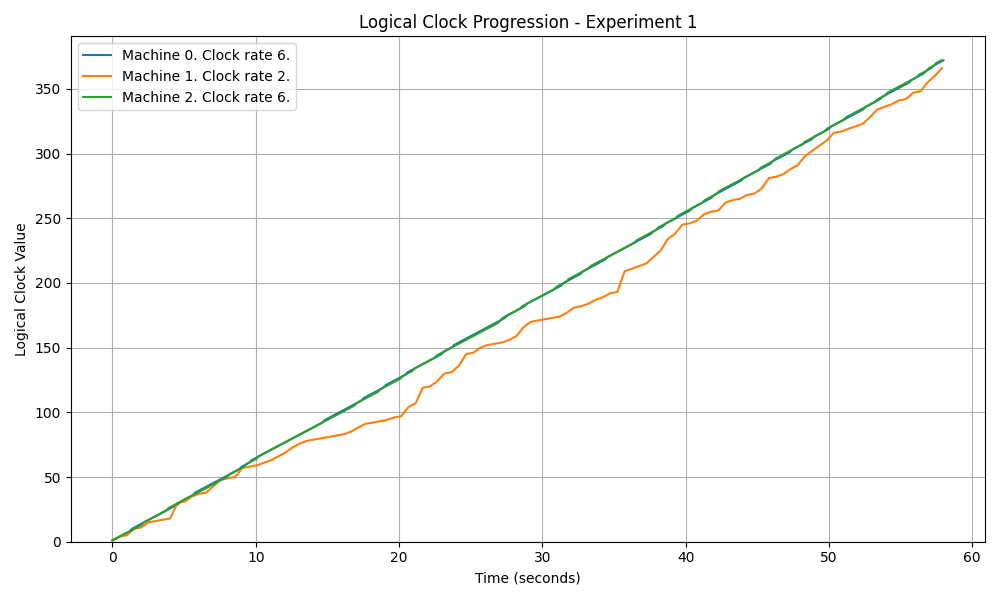 Logical Clock Progression - Experiment 1
Machine 0. Clock rate 6.
Machine 1. Clock rate 2.
Machine 2. Clock rate 6.
Logical Clock Value
350
300
250
200
150
100
50
0
0 10 20 30 40 50 60
Time (seconds)